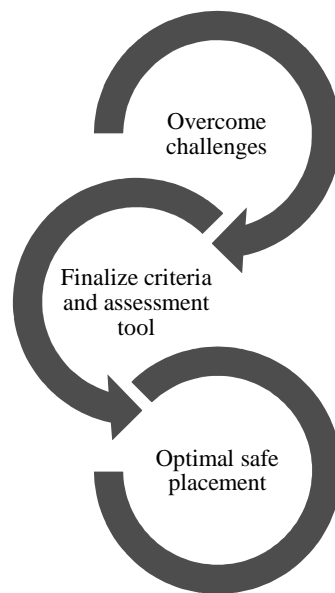 Overcome
challenges
Finalize criteria
and assessment
tool
Optimal safe
placement